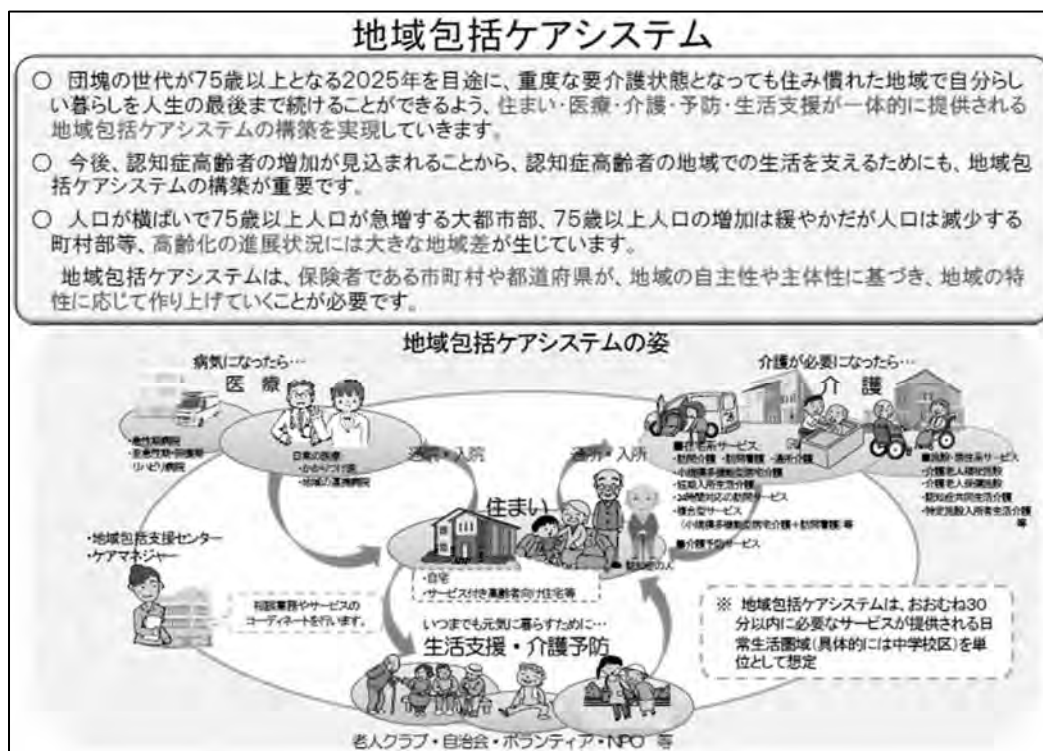 地域包括ケアシステム
○ 団塊の世代が75歳以上となる2025年を目途に、重度な要介護状態となっても住み慣れた地域で自分らし
い暮らしを人生の最後まで続けることができるよう、住まい・医療・介護・予防・生活支援が一体的に提供される
地域包括ケアシステムの構築を実現していきます。
○ 今後、認知症高齢者の増加が見込まれることから、認知症高齢者の地域での生活を支えるためにも、地域包
括ケアシステムの構築が重要です。
○ 人口が横ばいで75歳以上人口が急増する大都市部、75歳以上人口の増加は緩やかだが人口は減少する
町村部等、高齢化の進展状況には大きな地域差が生じています。
地域包括ケアシステムは、保険者である市町村や都道府県が、地域の自主性や主体性に基づき、地域の特
性に応じて作り上げていくことが必要です。
地域包括ケアシステムの姿
病気になったら…
医療
・急性期病院
・亜急性期・回復期
リハビリ病院
日常の医療
・かかりつけ医
・地域の連携病院
通院・入院
介護が必要になったら…
介護
■在宅系サービス
・訪問介護 ・訪問看護 ・通所介護
・小規模多機能型居宅介護
・短期入所生活介護
・24時間対応の訪問サービス
・複合型サービス
(小規模多機能型居宅介護+訪問看護)等
■介護予防サービス
■施設・居住系サービス
・介護老人福祉施設
・介護老人保健施設
・認知症共同生活介護
・特定施設入所者生活介護
等
通所・入所
住まい
・自宅
・サービス付き高齢者向け住宅等
認知症の人
・地域包括支援センター
・ケアマネジャー
相談業務やサービスの
コーディネートを行います。
いつまでも元気に暮らすために…
生活支援・介護予防
老人クラブ・自治会・ボランティア・NPO 等
※ 地域包括ケアシステムは、おおむね30
分以内に必要なサービスが提供される日
常生活圏域(具体的には中学校区)を単
位として想定